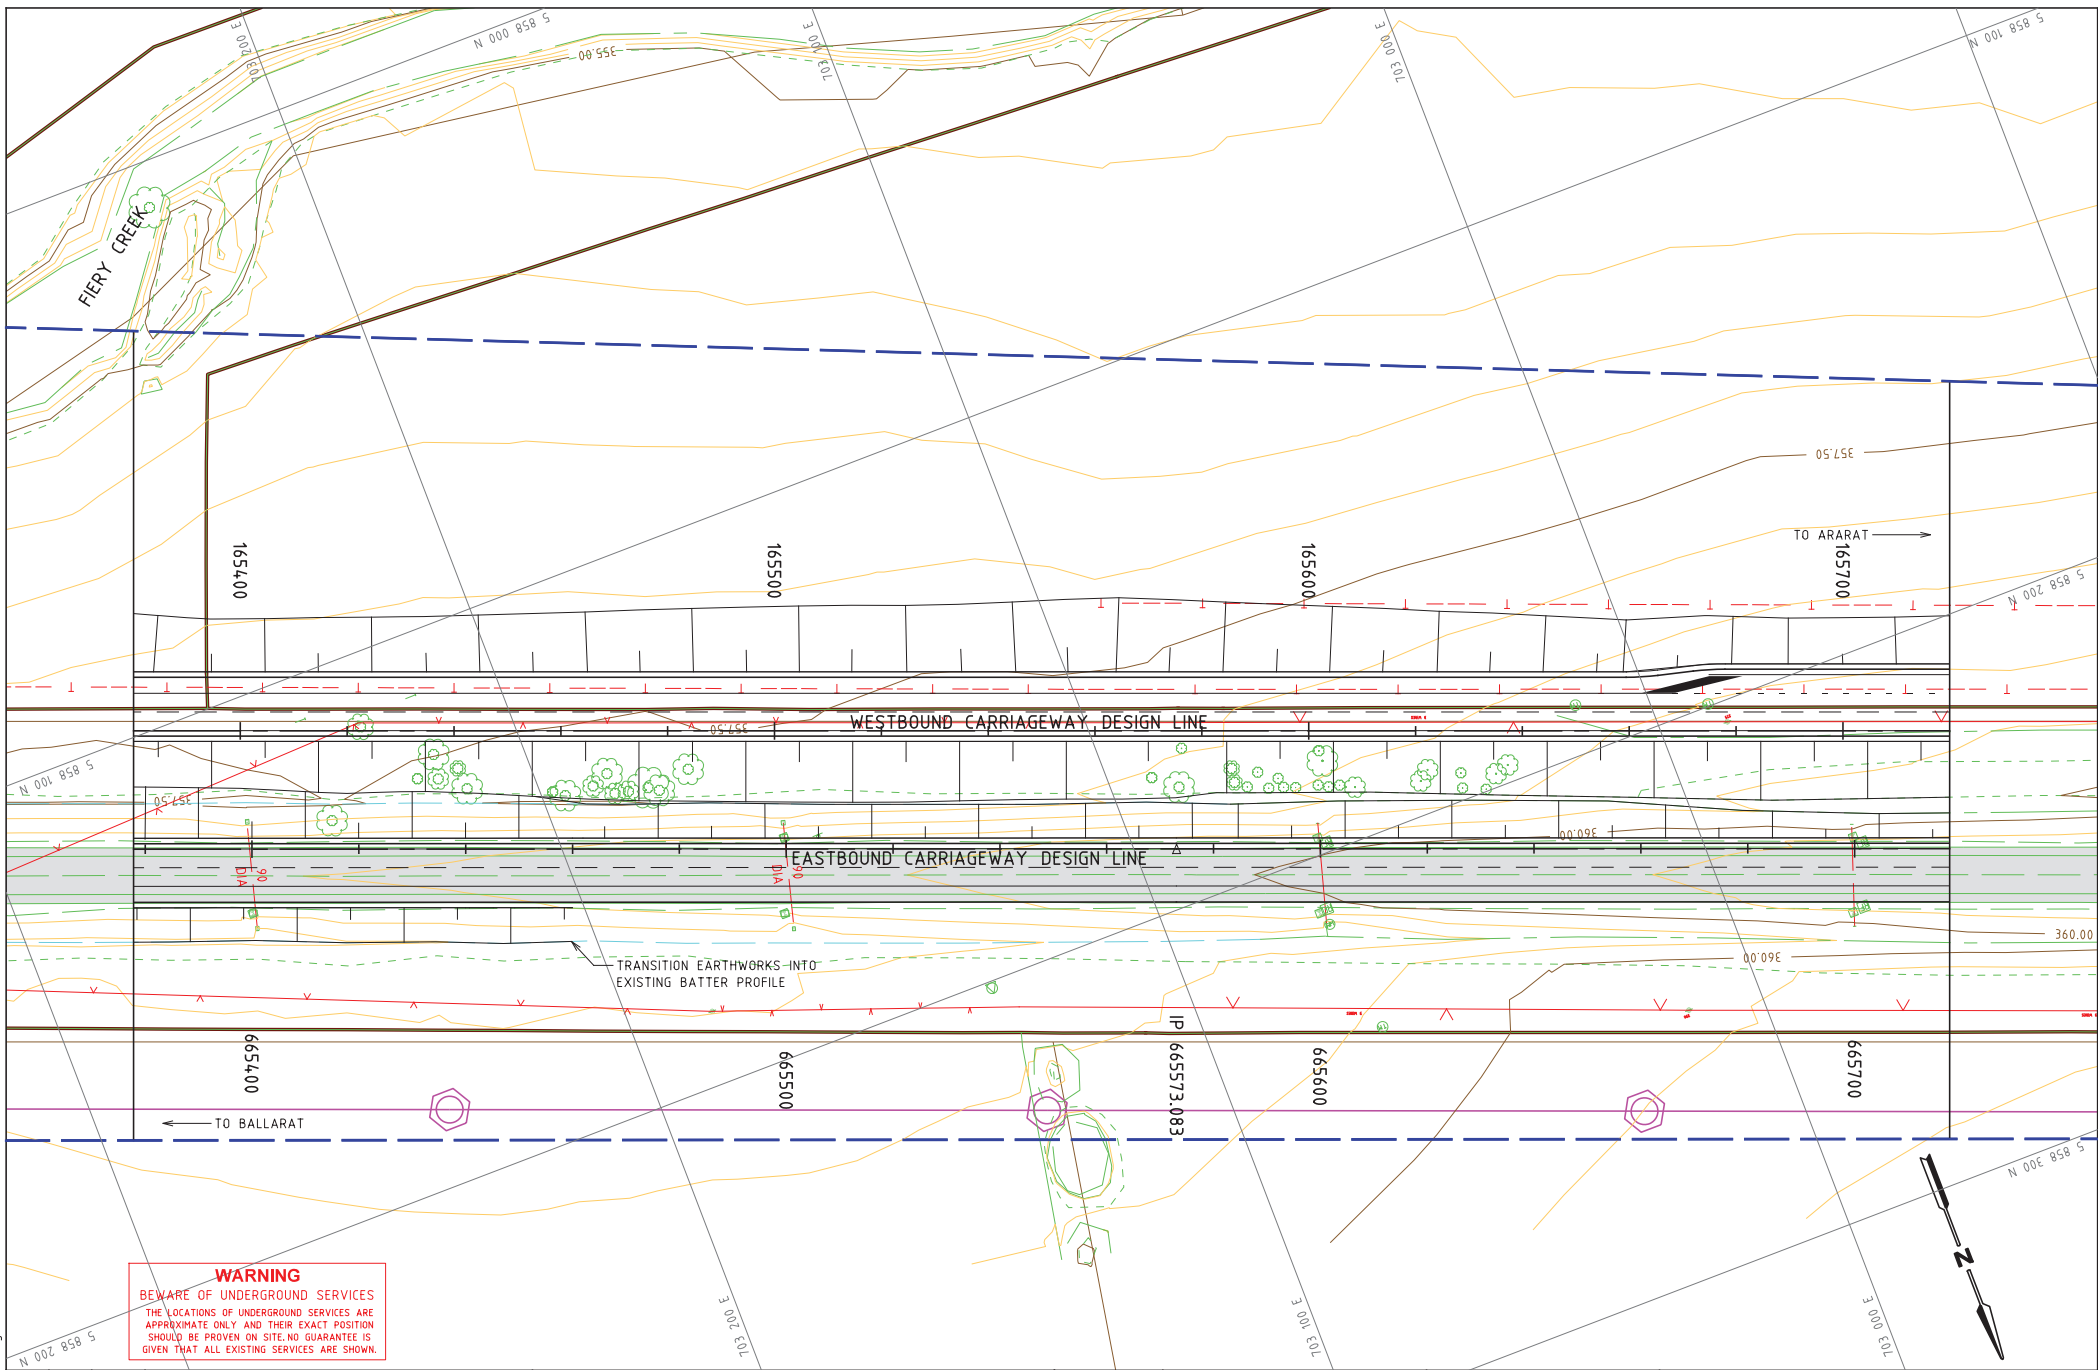 703 200 E
5 858 000 N
355.00
703 100 E
703 000 E
5 858 100 N
FIERY CREEK
357.50
TO ARARAT
165400
165500
165600
165700
5 858 200 N
WESTBOUND CARRIAGEWAY DESIGN LINE
357.50
5 858 100 N
357.50
360.00
EASTBOUND CARRIAGEWAY DESIGN LINE
90
DIA
90
DIA
360.00
360.00
TRANSITION EARTHWORKS INTO
EXISTING BATTER PROFILE
665400
665500
IP 665573.083
665600
665700
TO BALLARAT
5 858 300 N
N
WARNING
BEWARE OF UNDERGROUND SERVICES
THE LOCATIONS OF UNDERGROUND SERVICES ARE
APPROXIMATE ONLY AND THEIR EXACT POSITION
SHOULD BE PROVEN ON SITE. NO GUARANTEE IS
GIVEN THAT ALL EXISTING SERVICES ARE SHOWN.
5 858 200 N
703 200 E
703 100 E
703 000 E